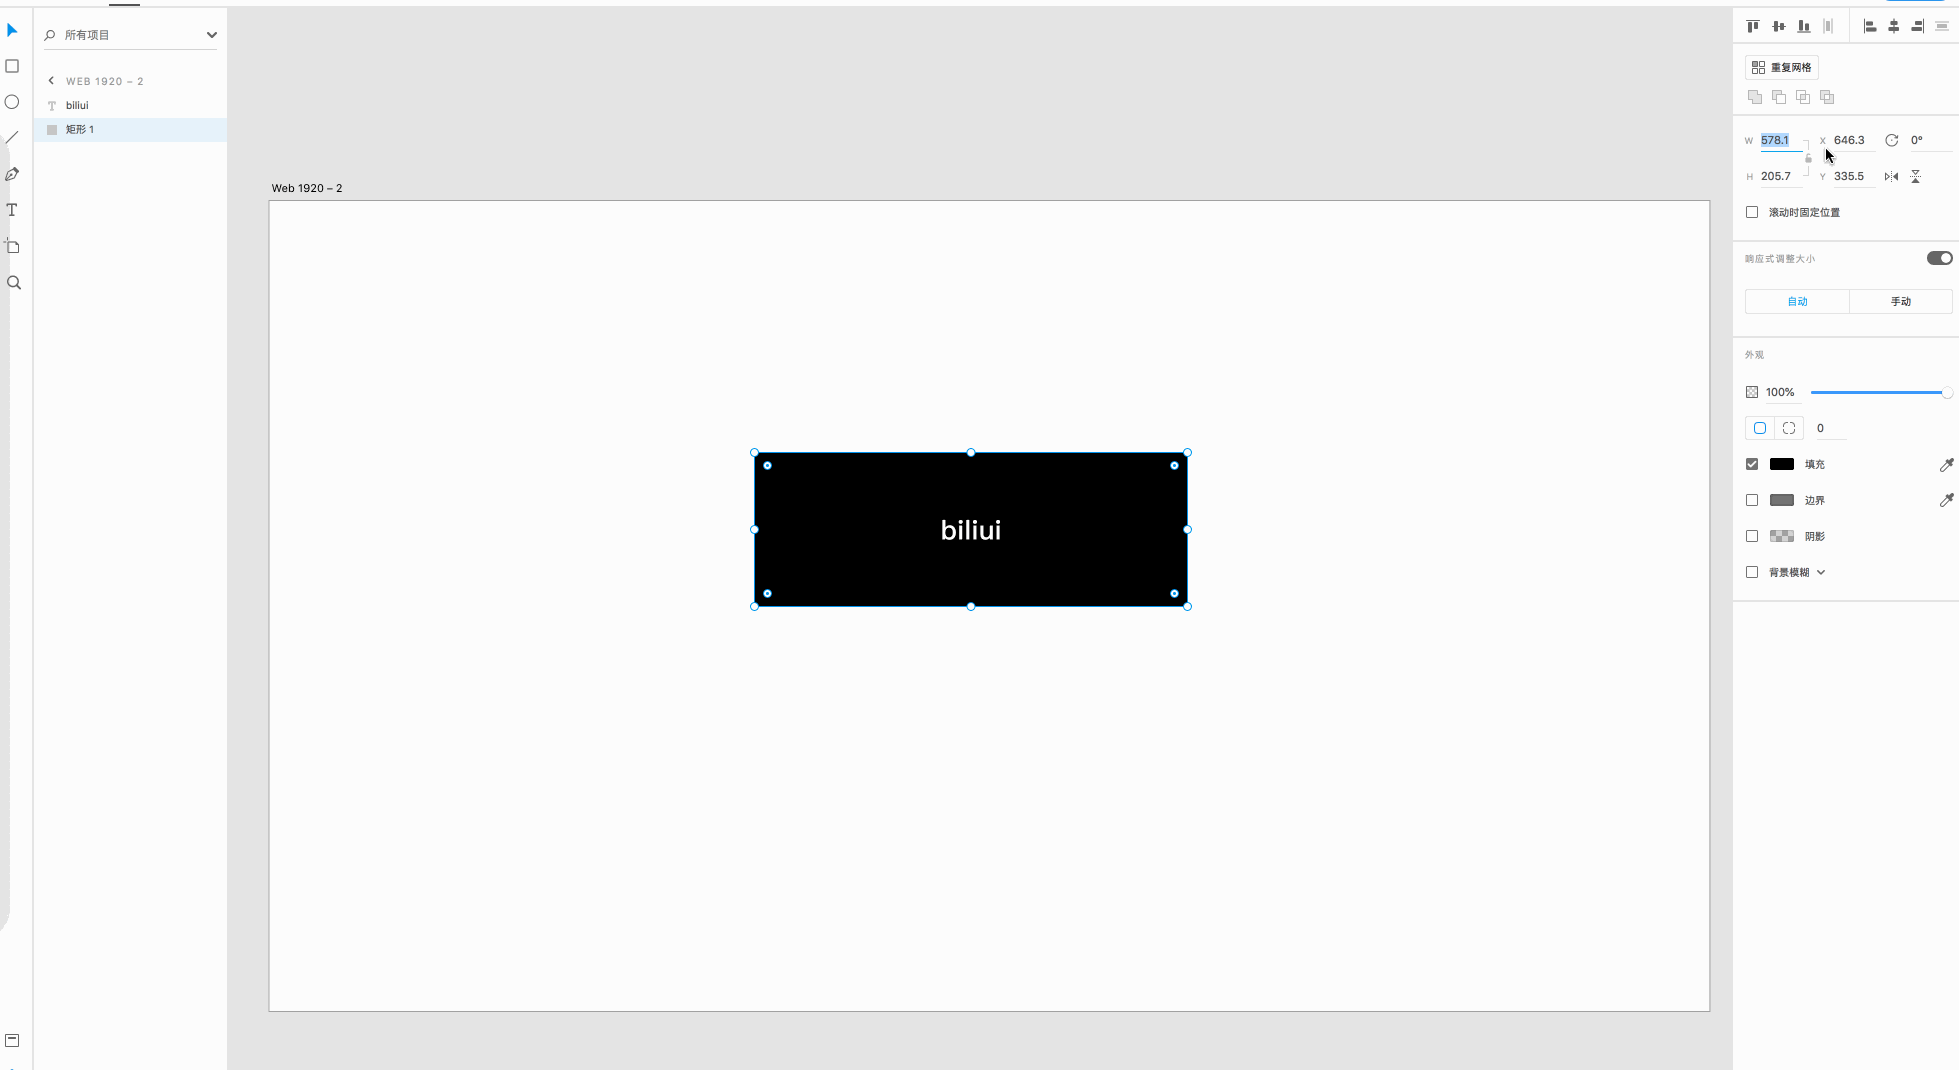 所有项目
WEB 1920 – 2
biliui
矩形 1
Web 1920 – 2
biliui
重复网格
W 578.1 X 646.3 0°
H 205.7 Y 335.5
滚动时固定位置
响应式调整大小
自动 手动
外观
100%
0
填充
边界
阴影
背景模糊